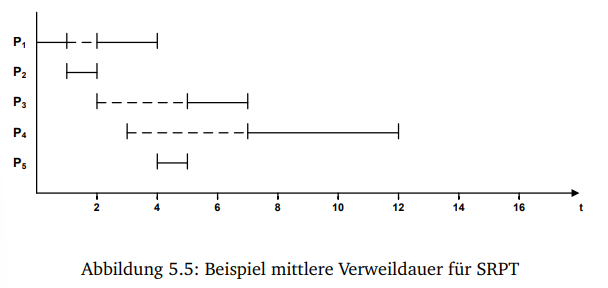 P1
P2
P3
P4
P5
2 4 6 8 10 12 14 16 t
Abbildung 5.5: Beispiel mittlere Verweildauer für SRPT